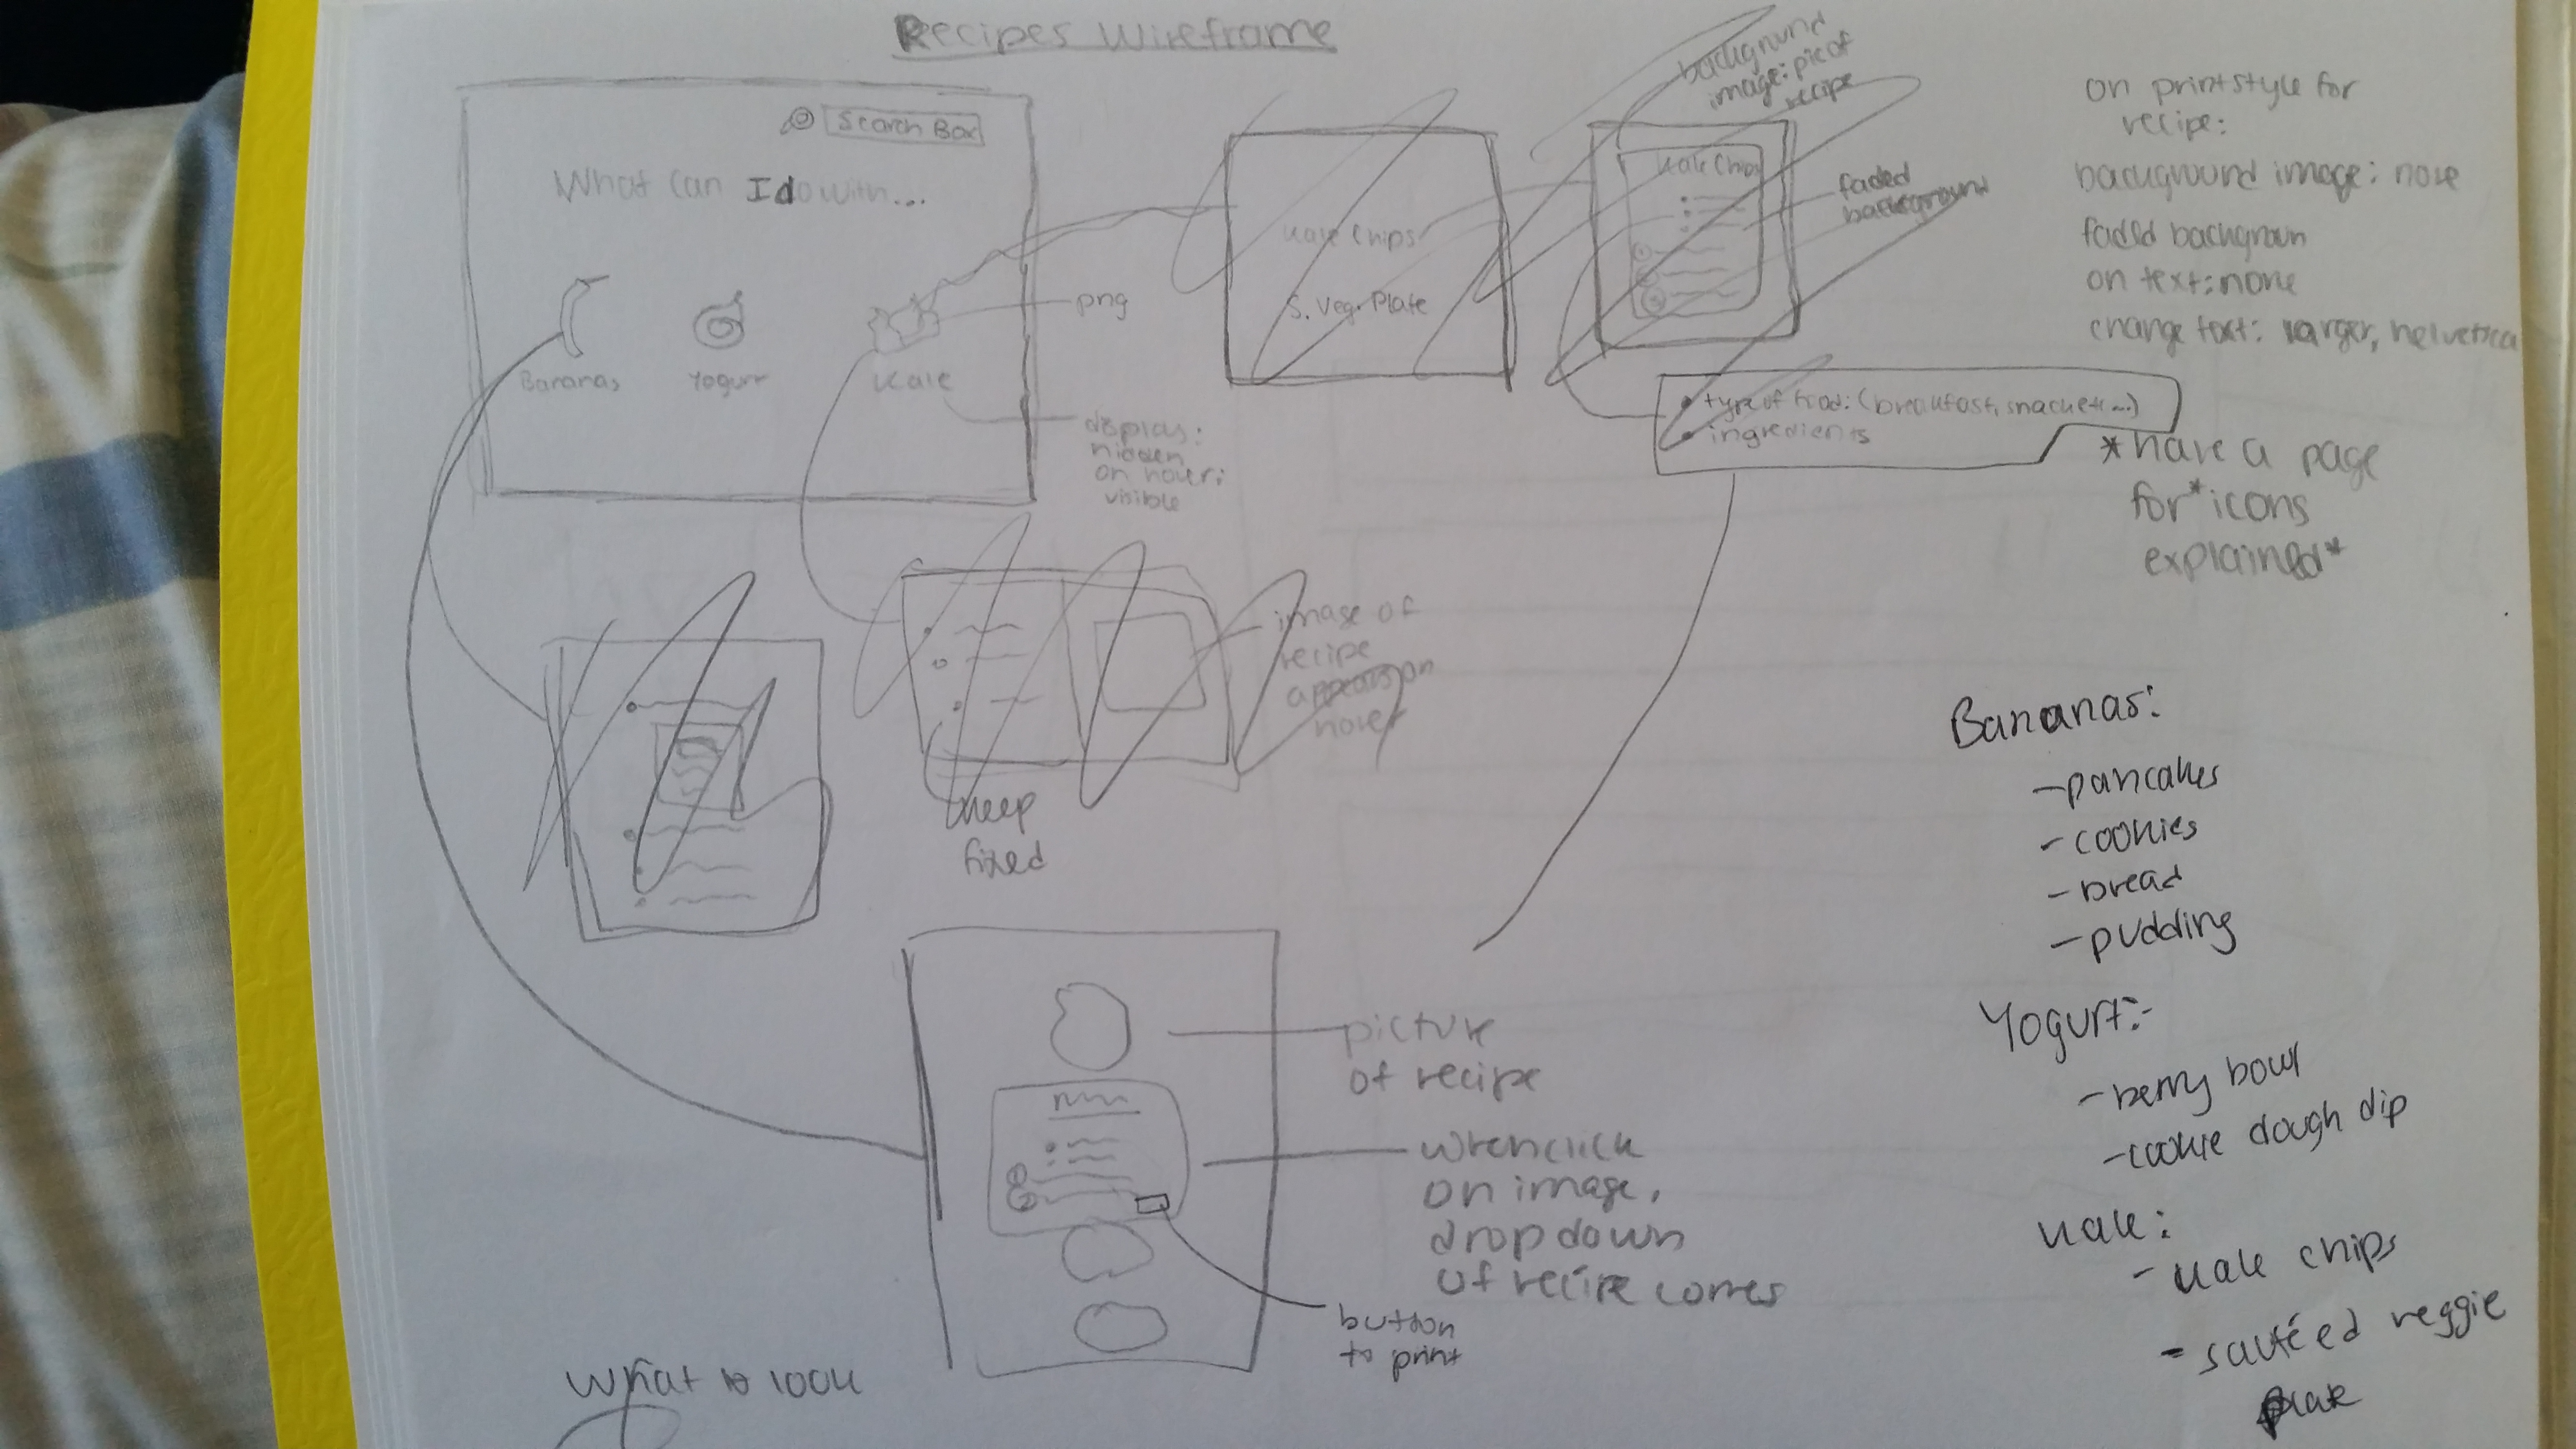 Recipes Wireframe
Search Box
What can I do with...
Bananas
Yogurt
Kale
png
display:
hidden
on hover:
visible
Kale Chips
S. Veg. Plate
background
image: pic of
recipe
Kale Chips
faded
background
on print style for
recipe:
background image: none
faded backgroun
on text: none
change font: larger, helvetica
type of food: (breakfast, snack etc...)
ingredients
*have a page
for *icons
explained*
image of
recipe
appears on
hover
keep
fixed
picture
of recipe
when click
on image,
drop down
of recipe comes
button
to print
What to look
Bananas:
- pancakes
- cookies
- bread
- pudding
Yogurt:-
- berry bowl
- cookie dough dip
Kale:
- kale chips
- sautéed veggie
plate